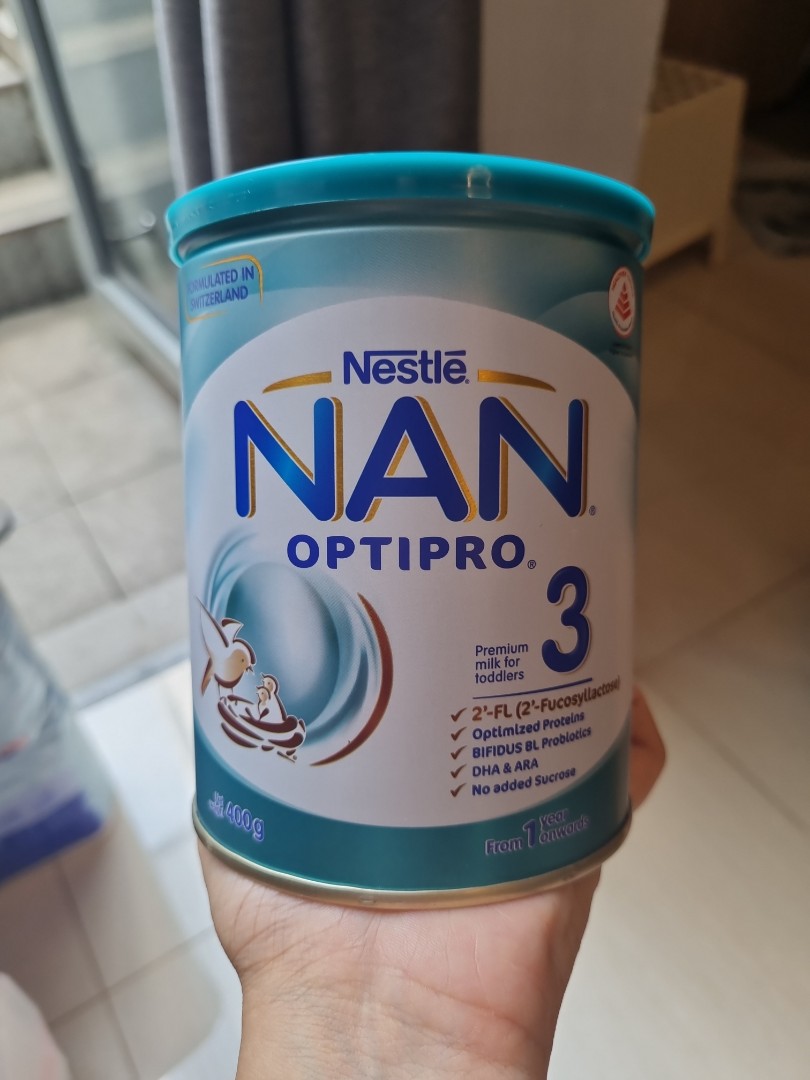 FORMULATED IN
SWITZERLAND
Nestlé®
NAN®
OPTIPRO®
3
Premium
milk for
toddlers
✓ 2'-FL (2'-Fucosyllactose)
✓ Optimized Proteins
✓ BIFIDUS BL Probiotics
✓ DHA & ARA
✓ No added Sucrose
400g
From 1 year onwards